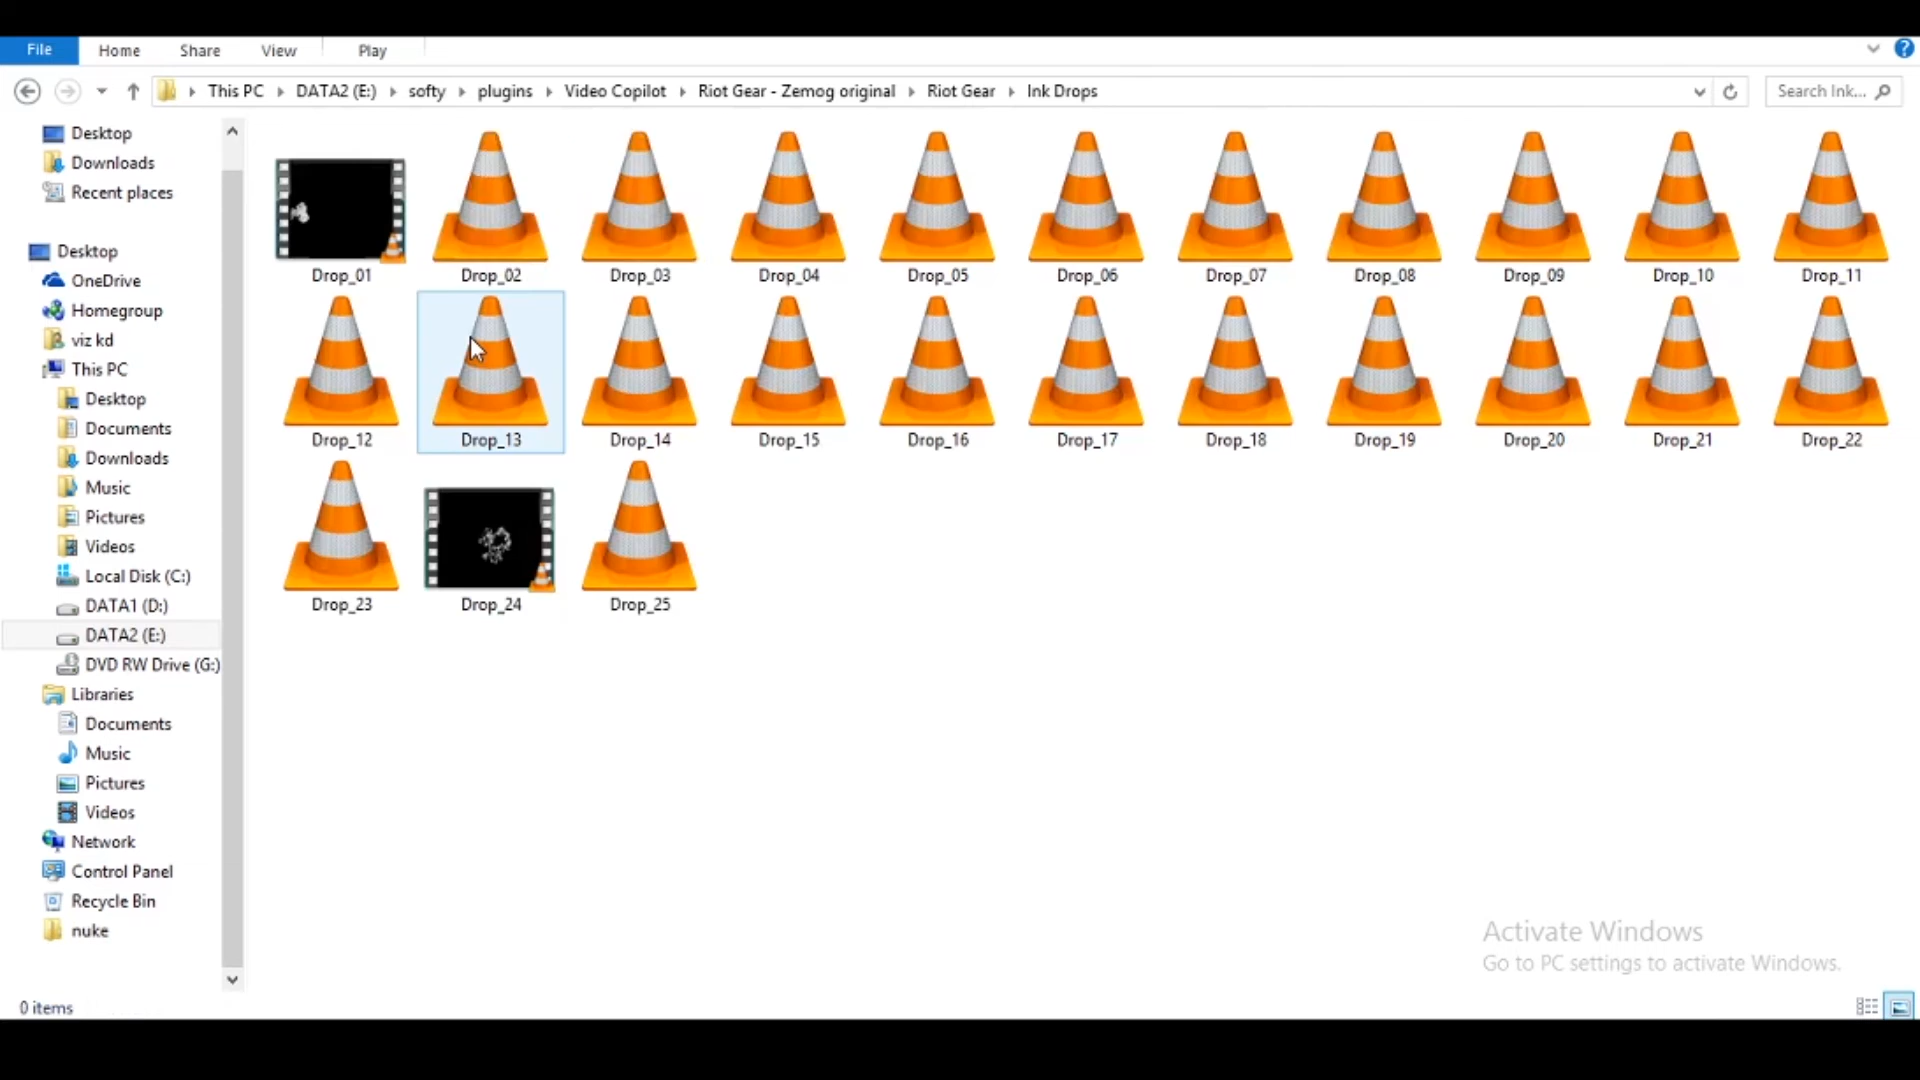 File Home Share View Play
This PC DATA2 (E:) softy plugins Video Copilot Riot Gear - Zemog original Riot Gear Ink Drops Search Ink...
Desktop
Downloads
Recent places
Desktop
OneDrive
Homegroup
viz kd
This PC
Desktop
Documents
Downloads
Music
Pictures
Videos
Local Disk (C:)
DATA1 (D:)
DATA2 (E:)
DVD RW Drive (G:)
Libraries
Documents
Music
Pictures
Videos
Network
Control Panel
Recycle Bin
nuke
Drop_01 Drop_02 Drop_03 Drop_04 Drop_05 Drop_06 Drop_07 Drop_08 Drop_09 Drop_10 Drop_11
Drop_12 Drop_13 Drop_14 Drop_15 Drop_16 Drop_17 Drop_18 Drop_19 Drop_20 Drop_21 Drop_22
Drop_23 Drop_24 Drop_25
Activate Windows
Go to PC settings to activate Windows.
0 items